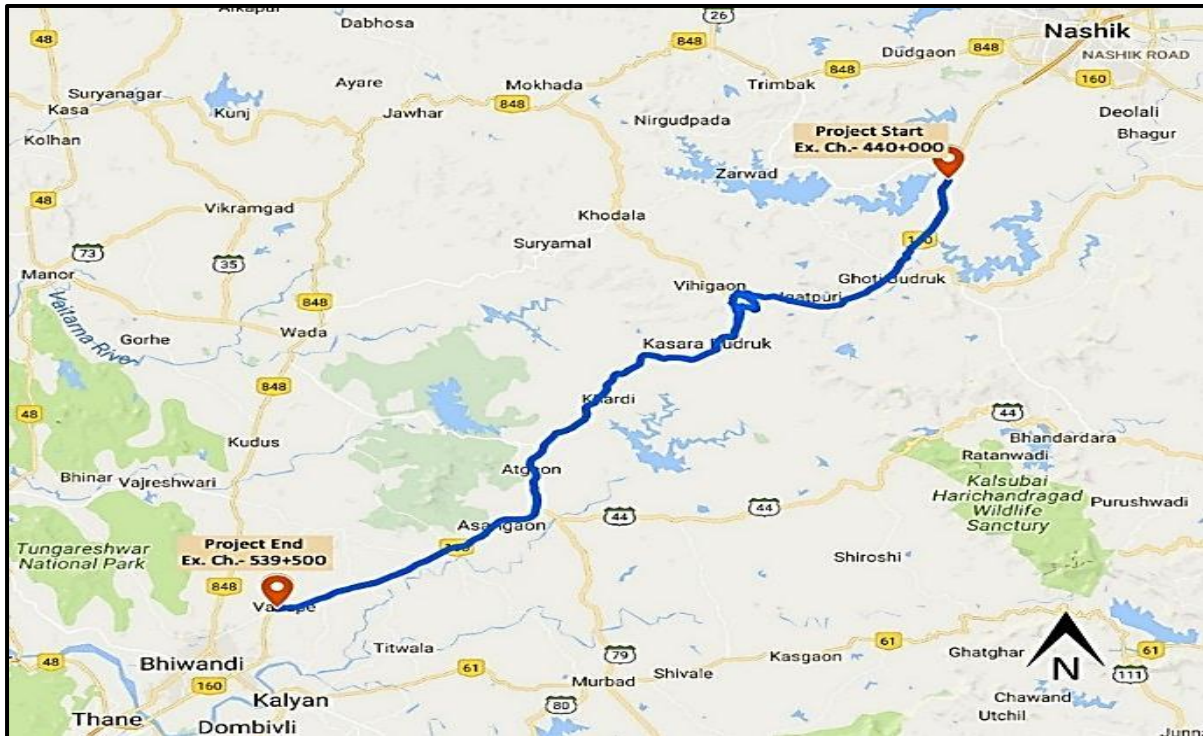 Dabhosa
26
Nashik
48
848
Dudgaon
848
NASHIK ROAD
Suryanagar
Ayare
Mokhada
Trimbak
848
160
Kasa
Kunj
848
Jawhar
848
Deolali
Kolhan
Nirgudpada
Bhagur
Project Start
Ex. Ch.- 440+000
48
Zarwad
Vikramgad
Khodala
Suryamal
73
35
Manor
Vihigaon
Ghoti Budruk
848
Vaitarna River
Gorhe
Wada
Kasara Budruk
848
Khardi
48
44
Kudus
Bhandardara
Ratanwadi
Bhinar
Vajreshwari
Atgaon
Kalsubai
Harichandragad
Wildlife
Sanctury
Purushwadi
44
44
Asangaon
Project End
Ex. Ch.- 539+500
Tungareshwar
National Park
Shiroshi
848
Titwala
61
48
Bhiwandi
61
79
Kasgaon
Ghatghar
61
N
160
Kalyan
Murbad
Shivale
111
Chawand
Thane
80
Utchil
Dombivli